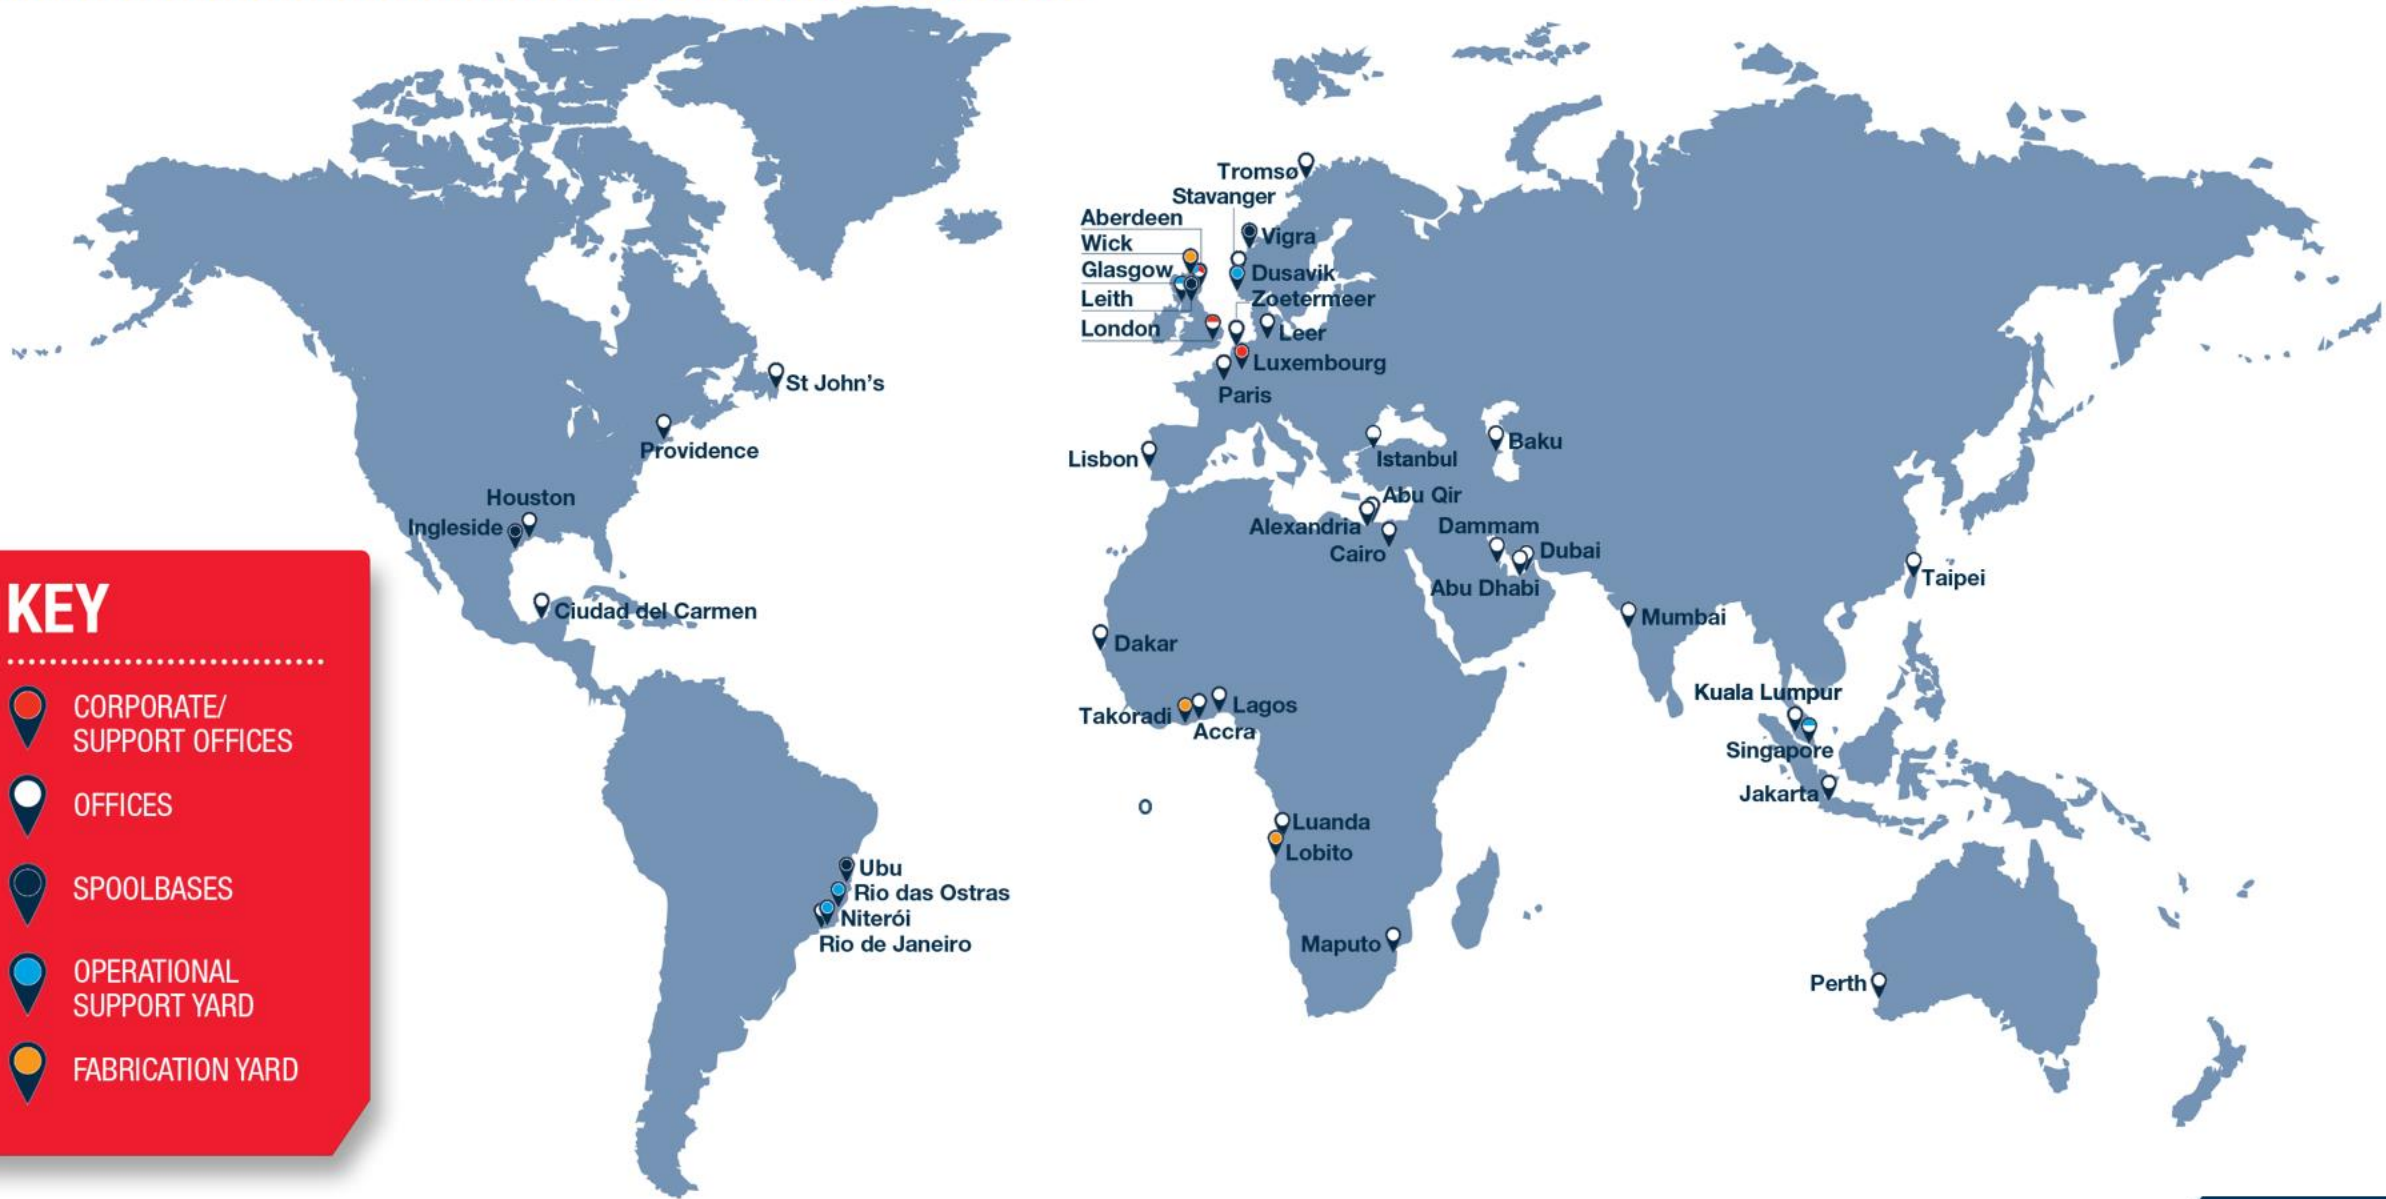 Tromsø
Stavanger
Aberdeen
Vigra
Wick
Glasgow
Dusavik
Leith
Zoetermeer
London
Leer
Luxembourg
St John's
Paris
Providence
Lisbon
Istanbul
Baku
Houston
Abu Qir
Ingleside
Alexandria
Dammam
Cairo
Dubai
Abu Dhabi
Taipei
Ciudad del Carmen
Mumbai
Dakar
Kuala Lumpur
Takoradi
Lagos
Accra
Singapore
Jakarta
Luanda
Lobito
Ubu
Rio das Ostras
Niterói
Rio de Janeiro
Maputo
Perth
KEY
CORPORATE/
SUPPORT OFFICES
OFFICES
SPOOLBASES
OPERATIONAL
SUPPORT YARD
FABRICATION YARD